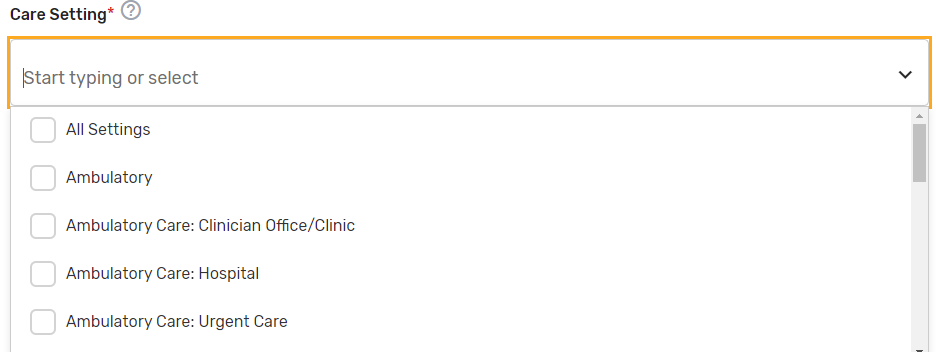 Care Setting* ?
Start typing or select
All Settings
Ambulatory
Ambulatory Care: Clinician Office/Clinic
Ambulatory Care: Hospital
Ambulatory Care: Urgent Care